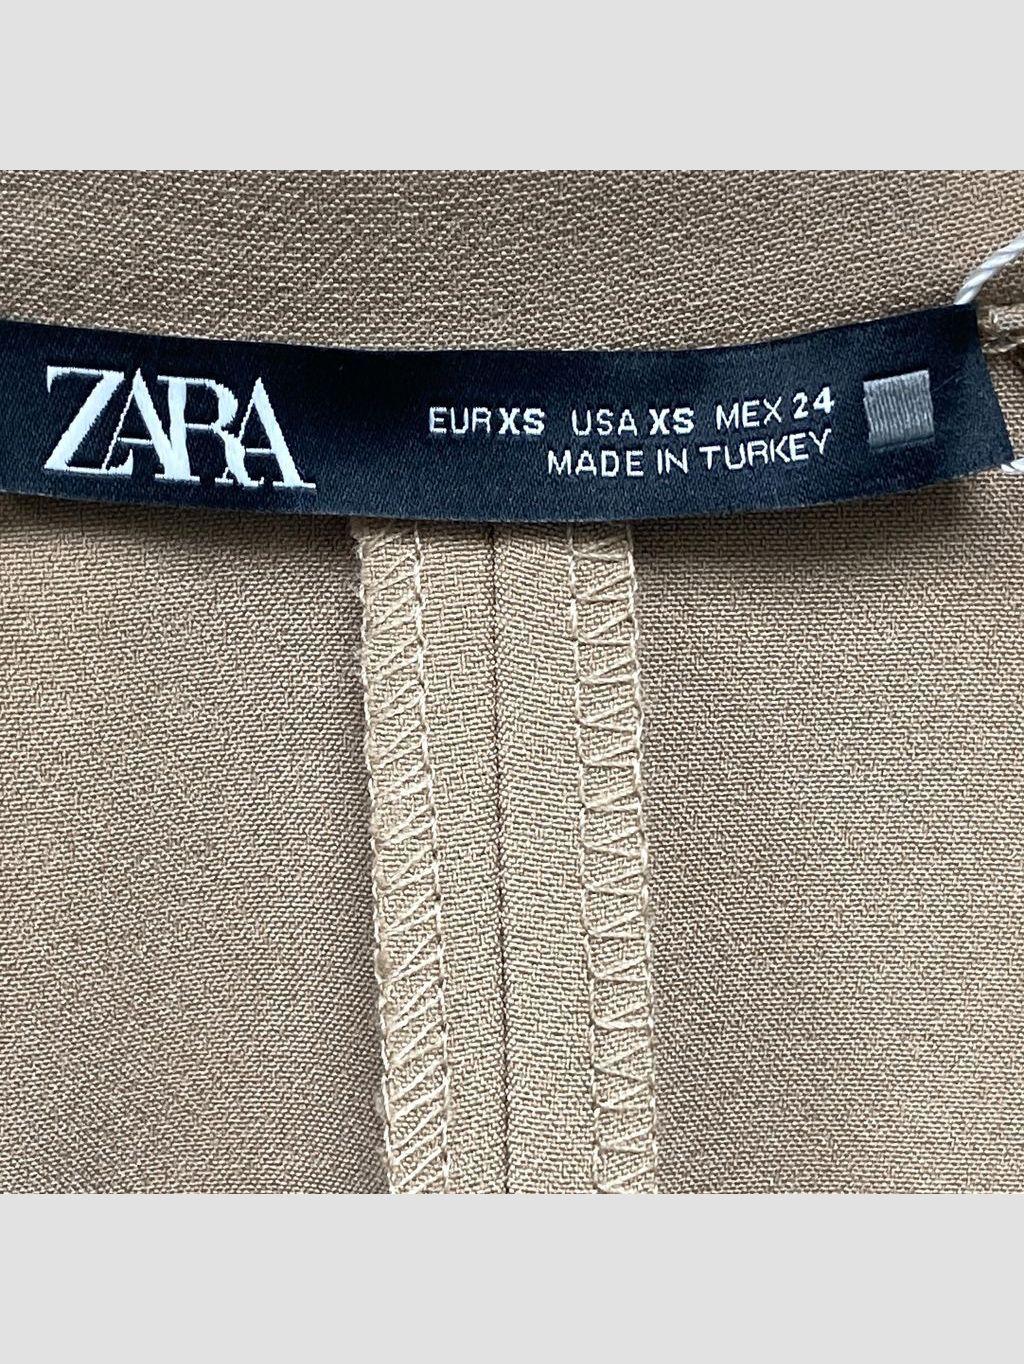 ZARA
EUR XS USA XS MEX 24
MADE IN TURKEY